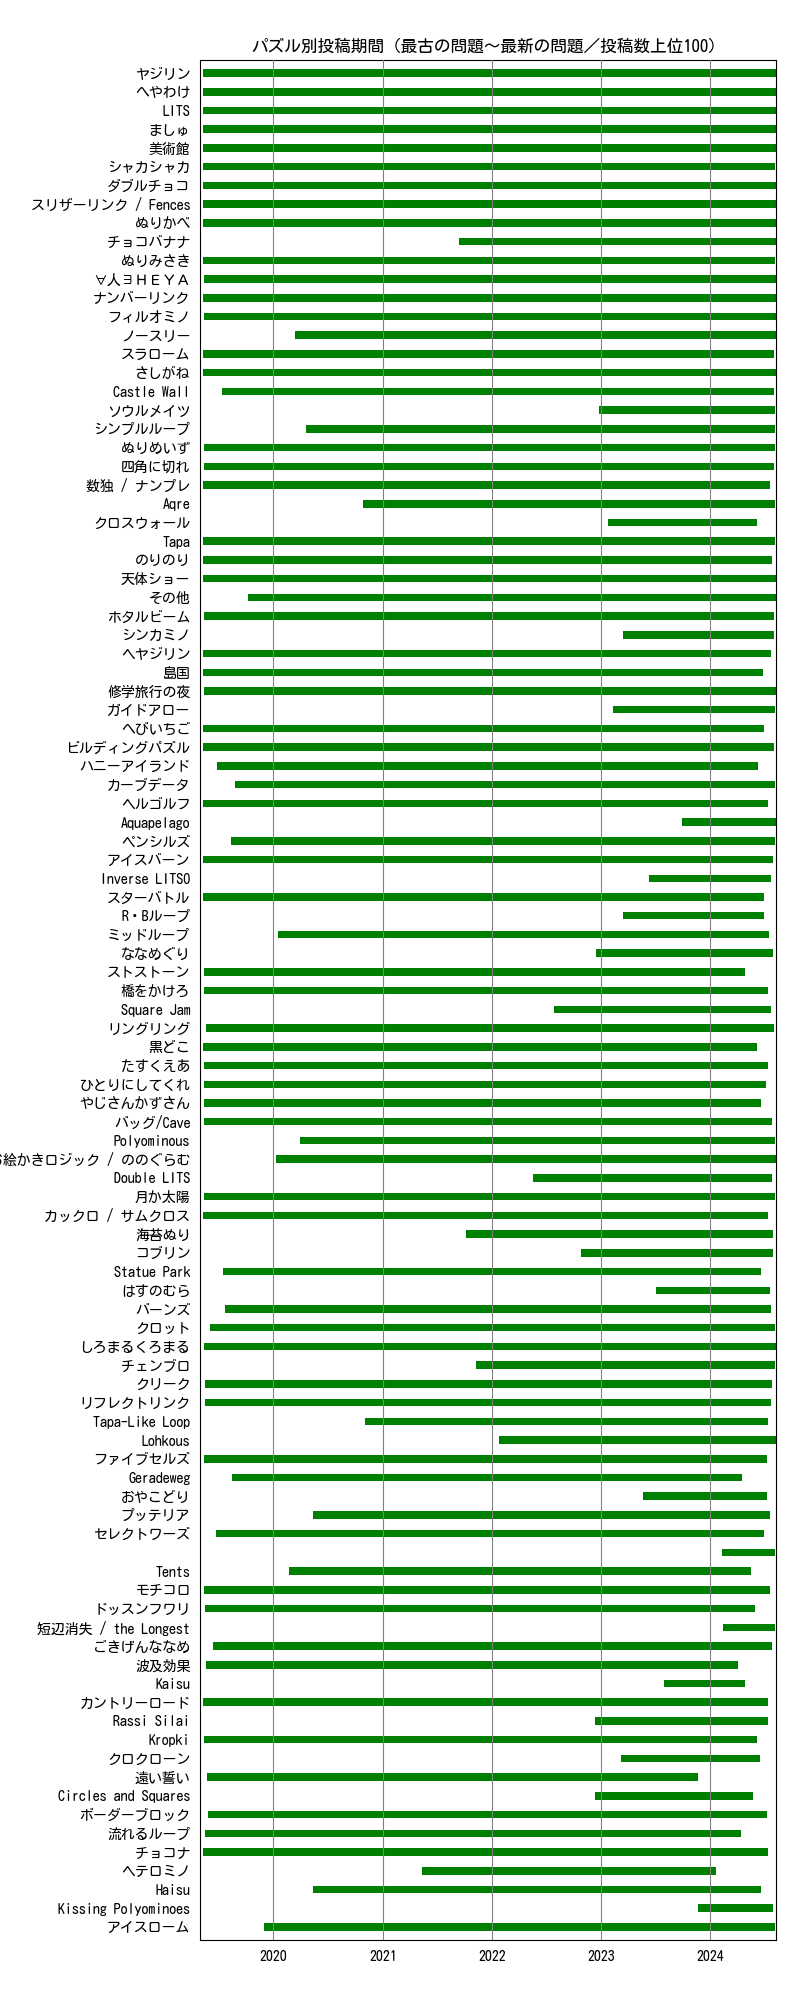 パズル別投稿期間（最古の問題～最新の問題／投稿数上位100）
ヤジリン
へやわけ
LITS
ましゅ
美術館
シャカシャカ
ダブルチョコ
スリザーリンク / Fences
ぬりかべ
チョコバナナ
ぬりみさき
∀人∃ＨＥＹＡ
ナンバーリンク
フィルオミノ
ノースリー
スラローム
さしがね
Castle Wall
ソウルメイツ
シンプルループ
ぬりめいず
四角に切れ
数独 / ナンプレ
Aqre
クロスウォール
Tapa
のりのり
天体ショー
その他
ホタルビーム
シンカミノ
ヘヤジリン
島国
修学旅行の夜
ガイドアロー
へびいちご
ビルディングパズル
ハニーアイランド
カーブデータ
ヘルゴルフ
Aquapelago
ペンシルズ
アイスバーン
Inverse LITSO
スターバトル
R・Bループ
ミッドループ
ななめぐり
ストストーン
橋をかけろ
Square Jam
リングリング
黒どこ
たすくえあ
ひとりにしてくれ
やじさんかずさん
バッグ/Cave
Polyominous
絵かきロジック / ののぐらむ
Double LITS
月か太陽
カックロ / サムクロス
海苔ぬり
コブリン
Statue Park
はすのむら
バーンズ
クロット
しろまるくろまる
チェンブロ
クリーク
リフレクトリンク
Tapa-Like Loop
Lohkous
ファイブセルズ
Geradeweg
おやこどり
プッテリア
セレクトワーズ
Tents
モチコロ
ドッスンフワリ
短辺消失 / the Longest
ごきげんななめ
波及効果
Kaisu
カントリーロード
Rassi Silai
Kropki
クロクローン
遠い誓い
Circles and Squares
ボーダーブロック
流れるループ
チョコナ
ヘテロミノ
Haisu
Kissing Polyominoes
アイスローム
2020 2021 2022 2023 2024